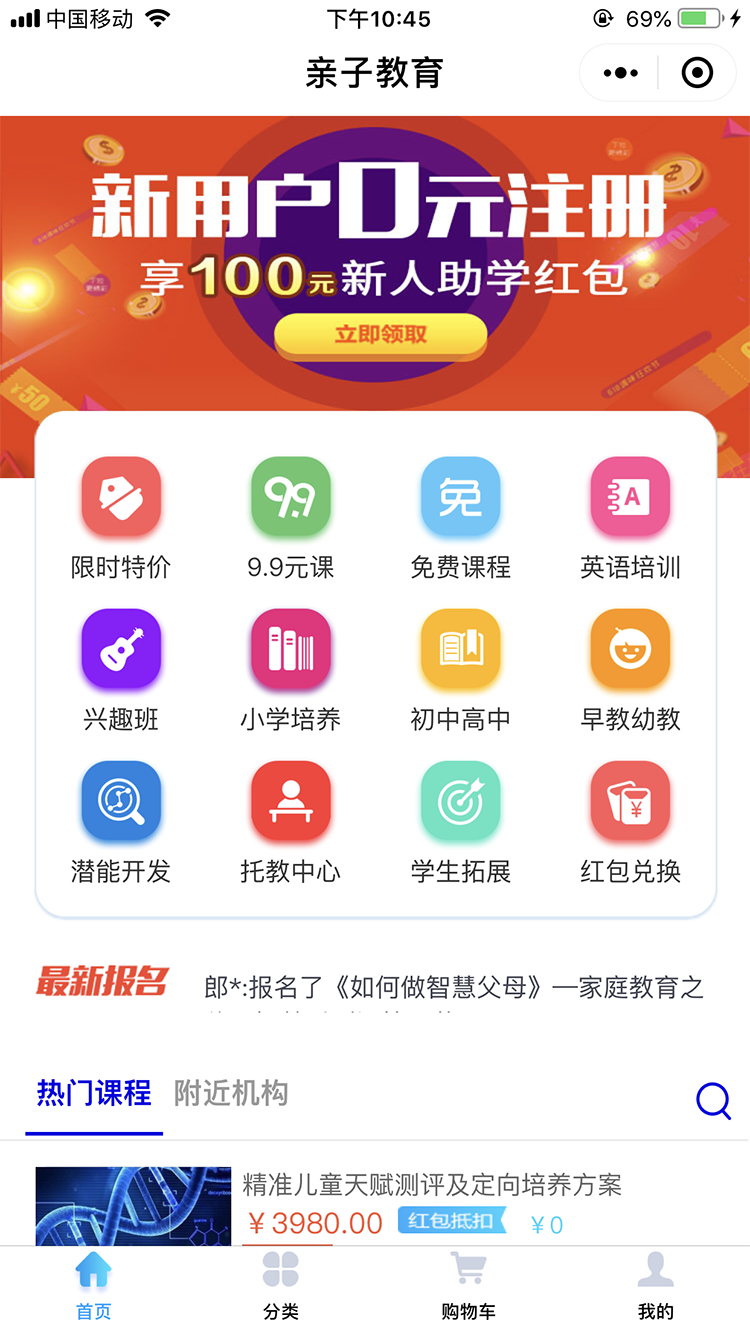 中国移动
下午10:45
69%
亲子教育
新用户0元注册
享100元新人助学红包
立即领取
¥50
限时特价
9.9元课
免费课程
英语培训
9.9
免
A
兴趣班
小学培养
初中高中
早教幼教
潜能开发
托教中心
学生拓展
红包兑换
最新报名
郎*:报名了《如何做智慧父母》—家庭教育之
热门课程
附近机构
精准儿童天赋测评及定向培养方案
¥3980.00
红包抵扣
¥0
首页
分类
购物车
我的